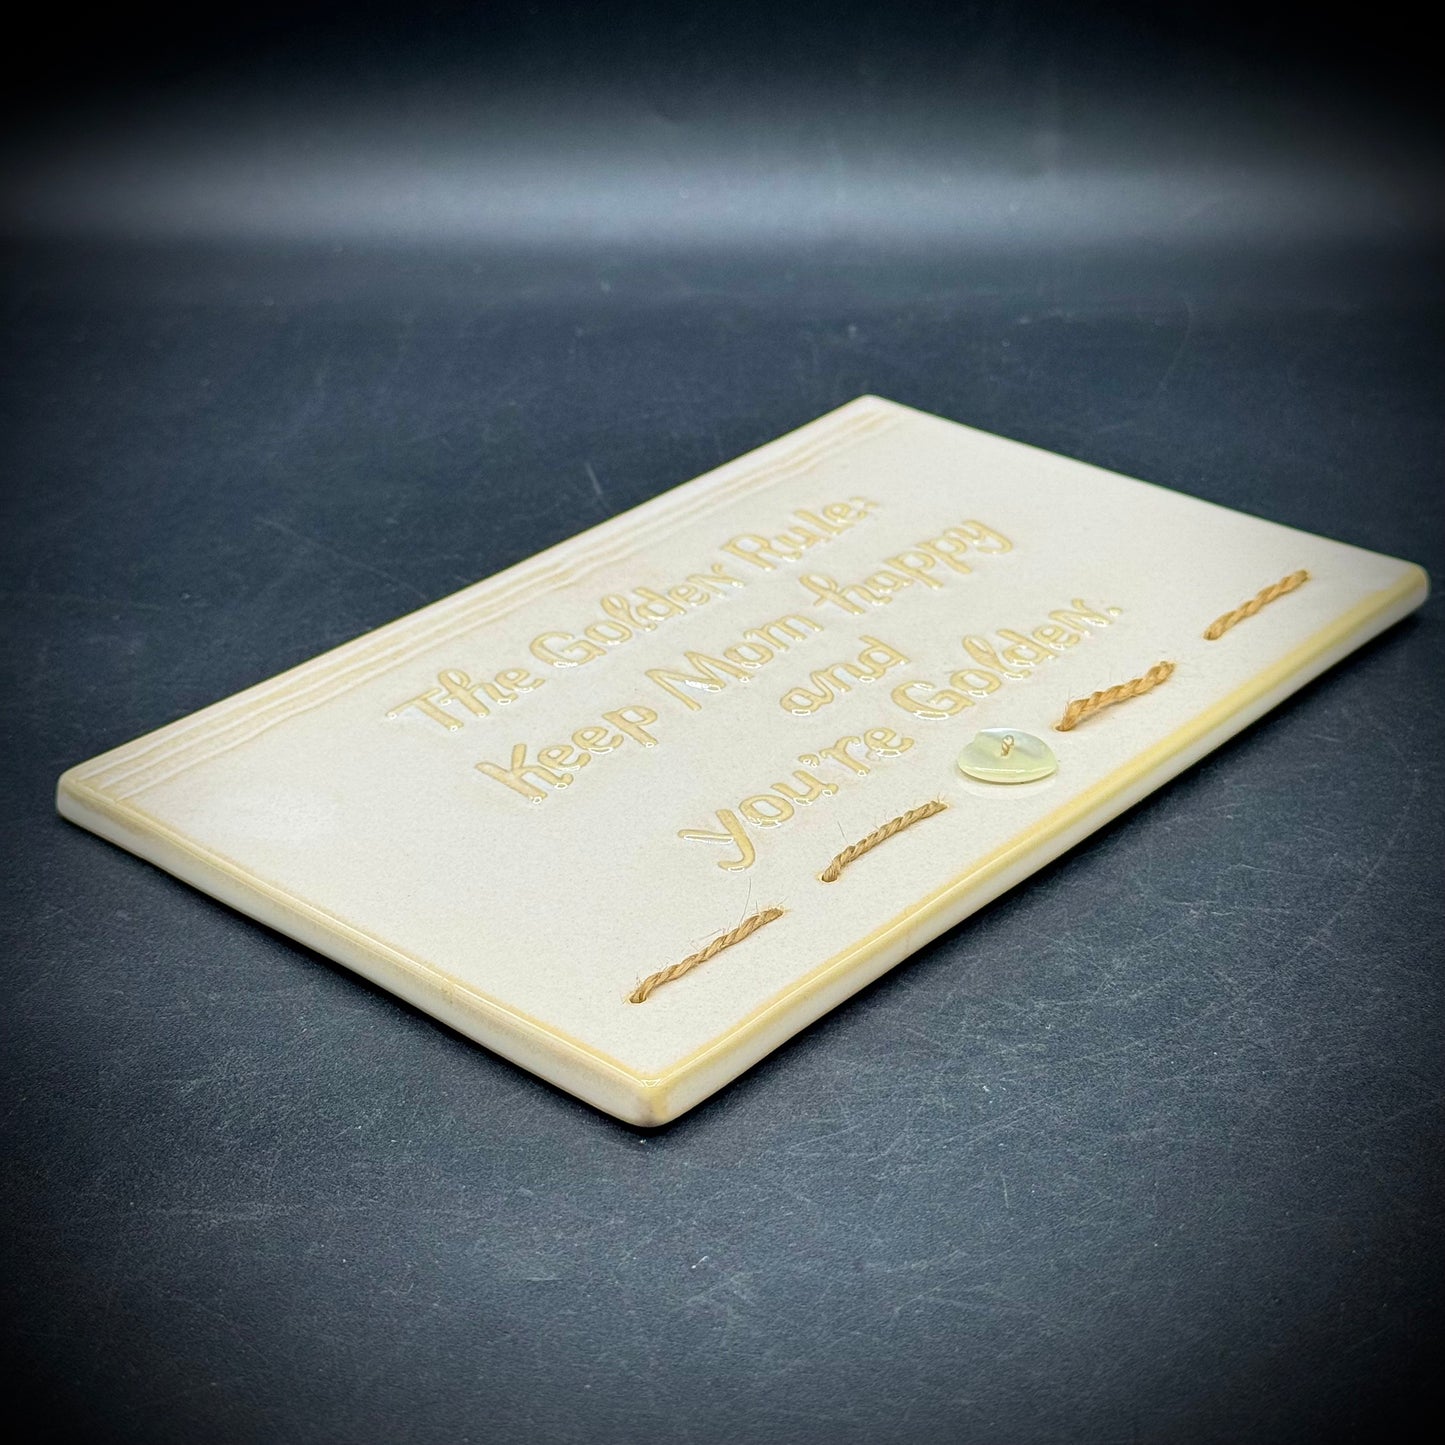 The Golden Rule:
Keep Mom happy
and
you're Golden.